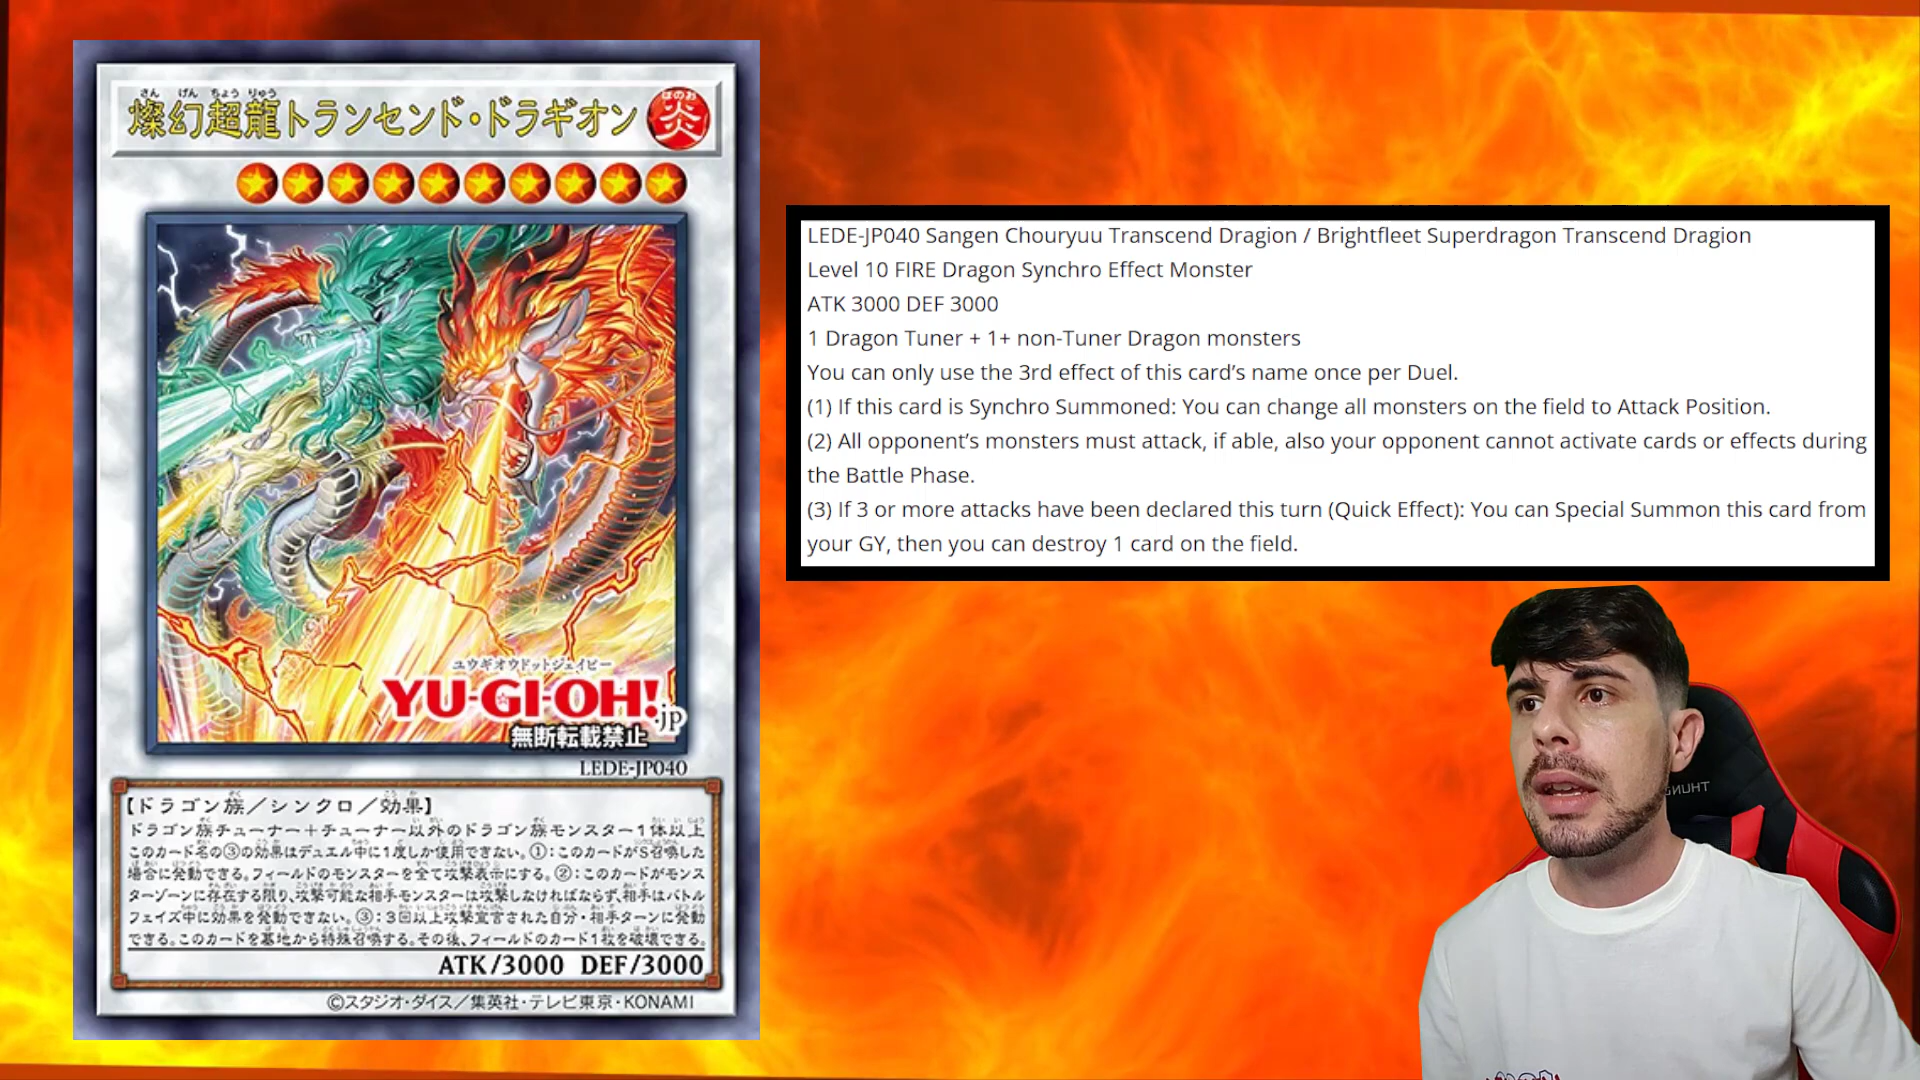 燦幻超龍トランセンド・ドラギオン
さん げん ちょう りゅう
炎
ほのお
ユウギオウドットジェイピー
YU-GI-OH!.jp
無断転載禁止
LEDE-JP040
【ドラゴン族／シンクロ／効果】
ドラゴン族チューナー＋チューナー以外のドラゴン族モンスター1体以上
このカード名の③の効果はデュエル中に1度しか使用できない。①：このカードがS召喚した
場合に発動できる。フィールドのモンスターを全て攻撃表示にする。②：このカードがモンス
ターゾーンに存在する限り、攻撃可能な相手モンスターは攻撃しなければならず、相手はバトル
フェイズ中に効果を発動できない。③：3回以上攻撃宣言された自分・相手ターンに発動
できる。このカードを墓地から特殊召喚する。その後、フィールドのカード1枚を破壊できる。
ATK/3000 DEF/3000
©スタジオ・ダイス／集英社・テレビ東京・KONAMI
LEDE-JP040 Sangen Chouryuu Transcend Dragion / Brightfleet Superdragon Transcend Dragion
Level 10 FIRE Dragon Synchro Effect Monster
ATK 3000 DEF 3000
1 Dragon Tuner + 1+ non-Tuner Dragon monsters
You can only use the 3rd effect of this card’s name once per Duel.
(1) If this card is Synchro Summoned: You can change all monsters on the field to Attack Position.
(2) All opponent’s monsters must attack, if able, also your opponent cannot activate cards or effects during
the Battle Phase.
(3) If 3 or more attacks have been declared this turn (Quick Effect): You can Special Summon this card from
your GY, then you can destroy 1 card on the field.